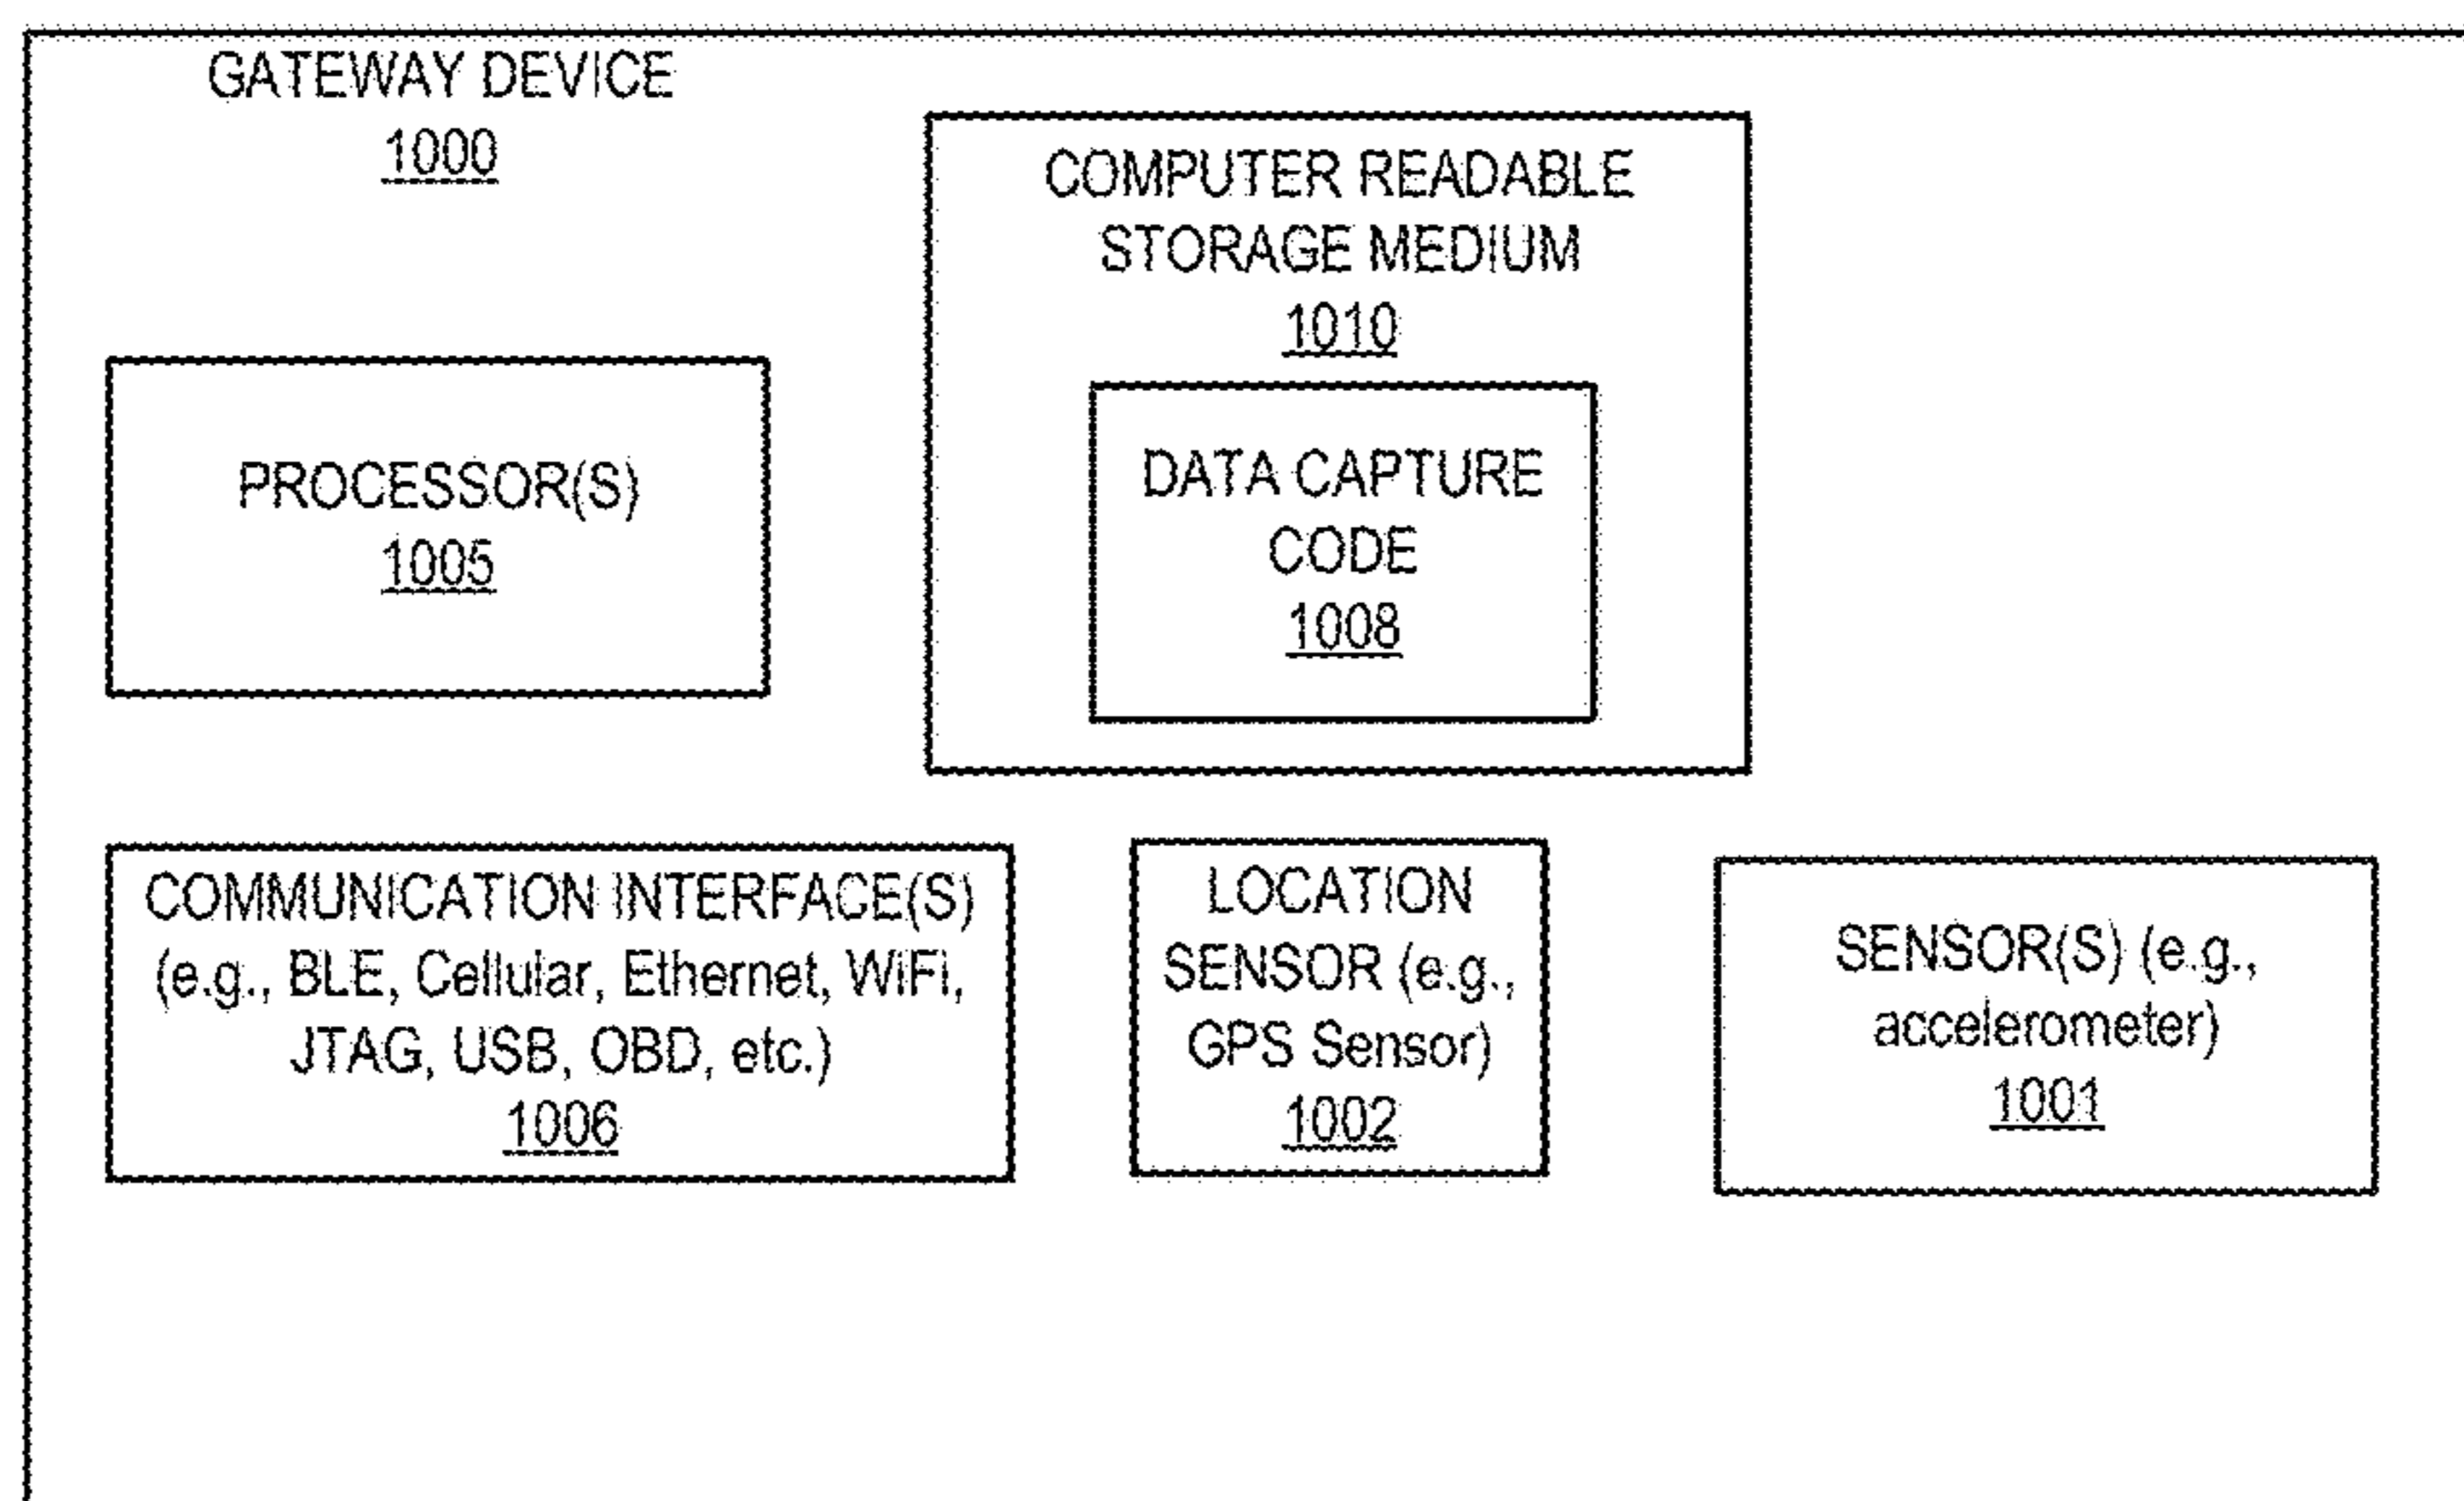 GATEWAY DEVICE
1000
COMPUTER READABLE
STORAGE MEDIUM
1010
PROCESSOR(S)
1005
DATA CAPTURE
CODE
1008
COMMUNICATION INTERFACE(S)
(e.g., BLE, Cellular, Ethernet, WiFi,
JTAG, USB, OBD, etc.)
1006
LOCATION
SENSOR (e.g.,
GPS Sensor)
1002
SENSOR(S) (e.g.,
accelerometer)
1001